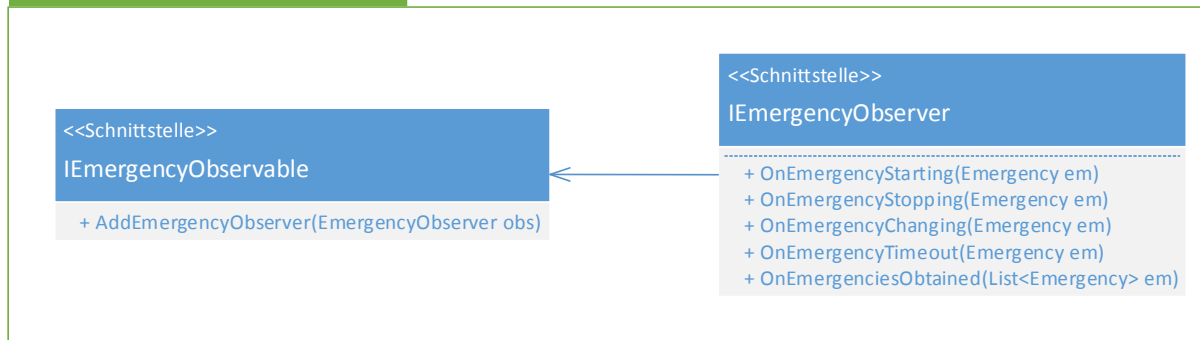 <<Schnittstelle>>
IEmergencyObservable
+ AddEmergencyObserver(EmergencyObserver obs)
<<Schnittstelle>>
IEmergencyObserver
+ OnEmergencyStarting(Emergency em)
+ OnEmergencyStopping(Emergency em)
+ OnEmergencyChanging(Emergency em)
+ OnEmergencyTimeout(Emergency em)
+ OnEmergenciesObtained(List<Emergency> em)